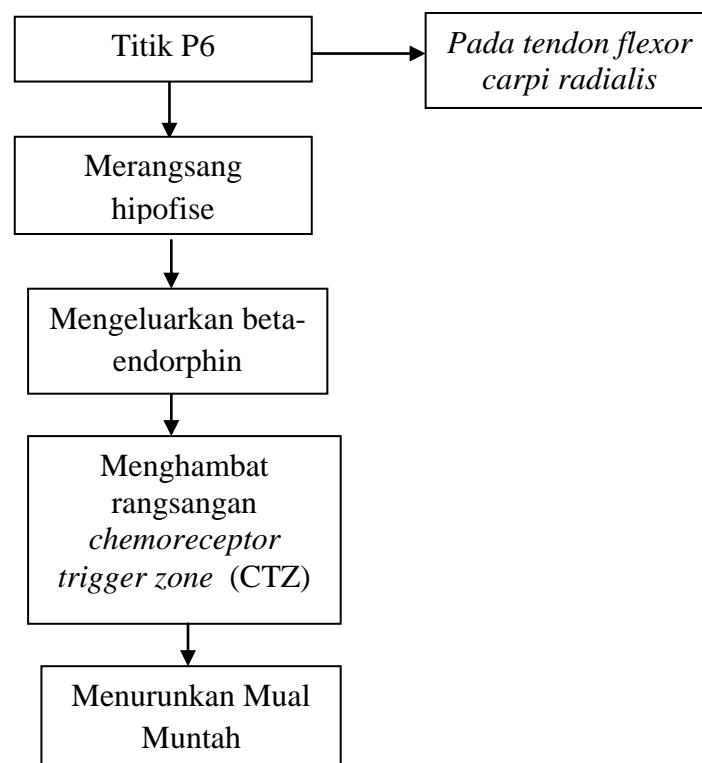 Titik P6
Pada tendon flexor
carpi radialis
Merangsang
hipofise
Mengeluarkan beta-
endorphin
Menghambat
rangsangan
chemoreceptor
trigger zone (CTZ)
Menurunkan Mual
Muntah